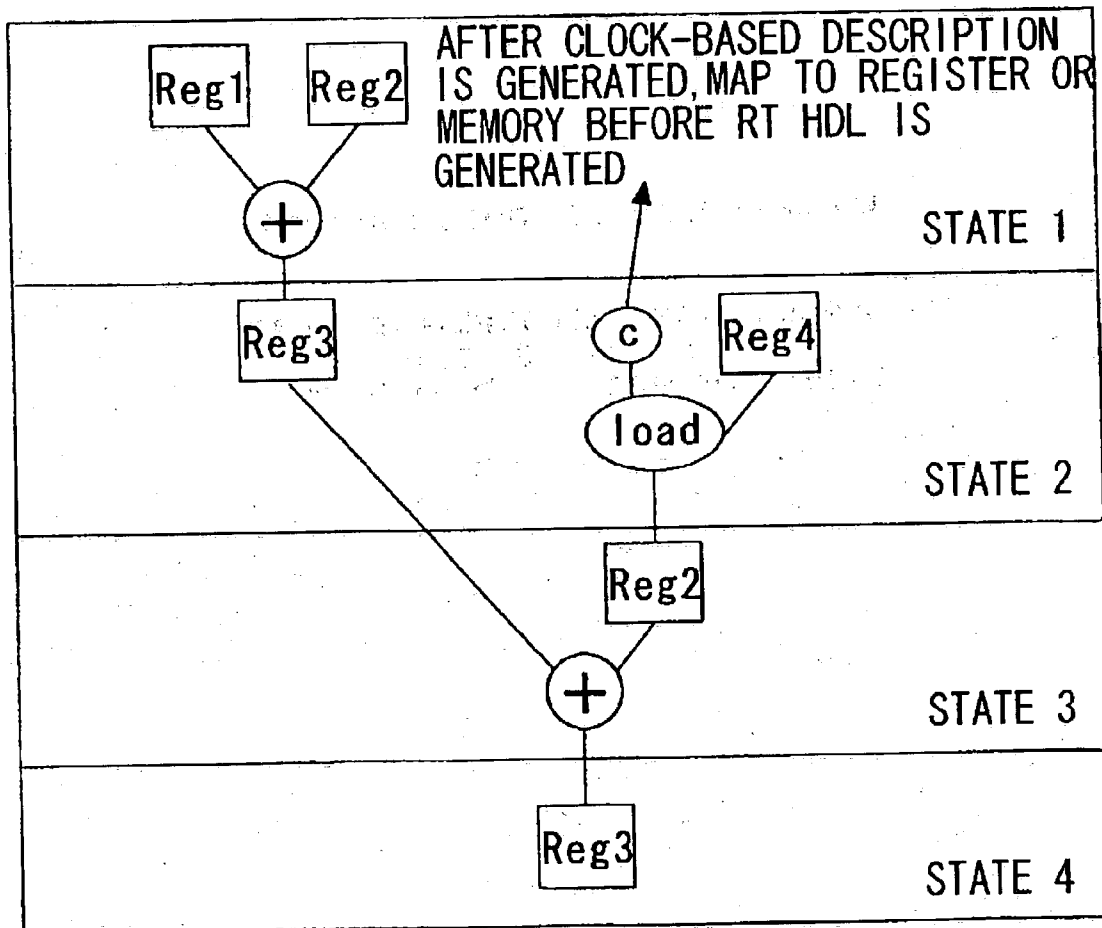 AFTER CLOCK-BASED DESCRIPTION
IS GENERATED, MAP TO REGISTER OR
MEMORY BEFORE RT HDL IS
GENERATED
Reg1
Reg2
+
STATE 1
Reg3
c
Reg4
load
STATE 2
Reg2
+
STATE 3
Reg3
STATE 4